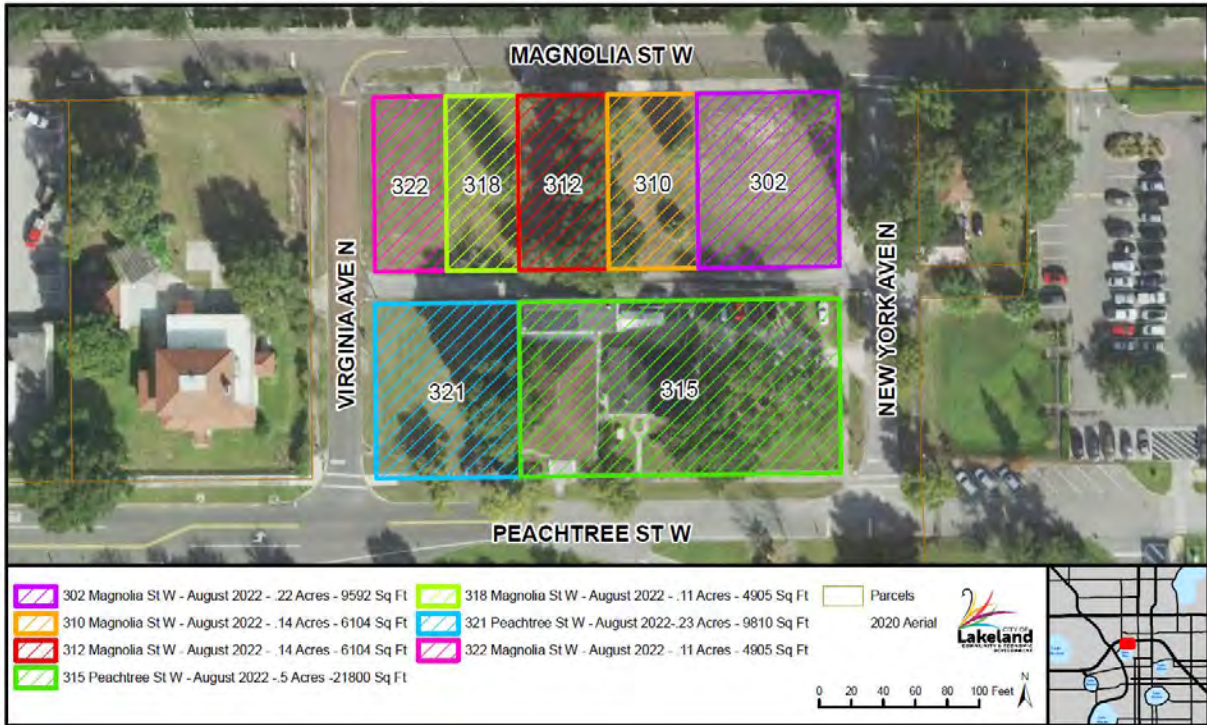 MAGNOLIA ST W
322
318
312
310
302
VIRGINIA AVE N
NEW YORK AVE N
321
315
PEACHTREE ST W
302 Magnolia St W - August 2022 - .22 Acres - 9592 Sq Ft
310 Magnolia St W - August 2022 - .14 Acres - 6104 Sq Ft
312 Magnolia St W - August 2022 - .14 Acres - 6104 Sq Ft
315 Peachtree St W - August 2022 -.5 Acres -21800 Sq Ft
318 Magnolia St W - August 2022 - .11 Acres - 4905 Sq Ft
321 Peachtree St W - August 2022-.23 Acres - 9810 Sq Ft
322 Magnolia St W - August 2022 - .11 Acres - 4905 Sq Ft
Parcels
2020 Aerial
CITY OF
Lakeland
COMMUNITY & ECONOMIC
DEVELOPMENT
N
0 20 40 60 80 100 Feet